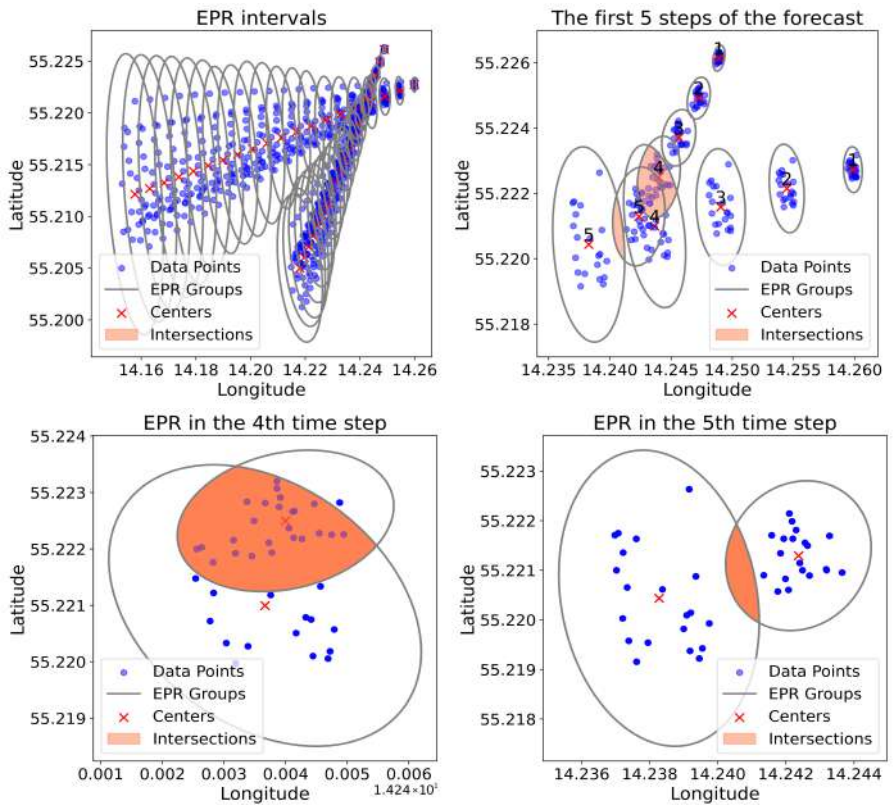 EPR intervals
55.225
55.220
55.215
55.210
55.205
55.200
Latitude
14.16 14.18 14.20 14.22 14.24 14.26
Longitude
Data Points
EPR Groups
Centers
Intersections
The first 5 steps of the forecast
55.226
55.224
55.222
55.220
55.218
Latitude
1
2
3
4
5
1
2
3
4
5
14.235 14.240 14.245 14.250 14.255 14.260
Longitude
Data Points
EPR Groups
Centers
Intersections
EPR in the 4th time step
55.224
55.223
55.222
55.221
55.220
55.219
Latitude
0.001 0.003 0.004 0.006
1.424×10¹
Longitude
Data Points
EPR Groups
Centers
Intersections
EPR in the 5th time step
55.223
55.222
55.221
55.220
55.219
55.218
Latitude
14.236 14.238 14.240 14.242 14.244
Longitude
Data Points
EPR Groups
Centers
Intersections